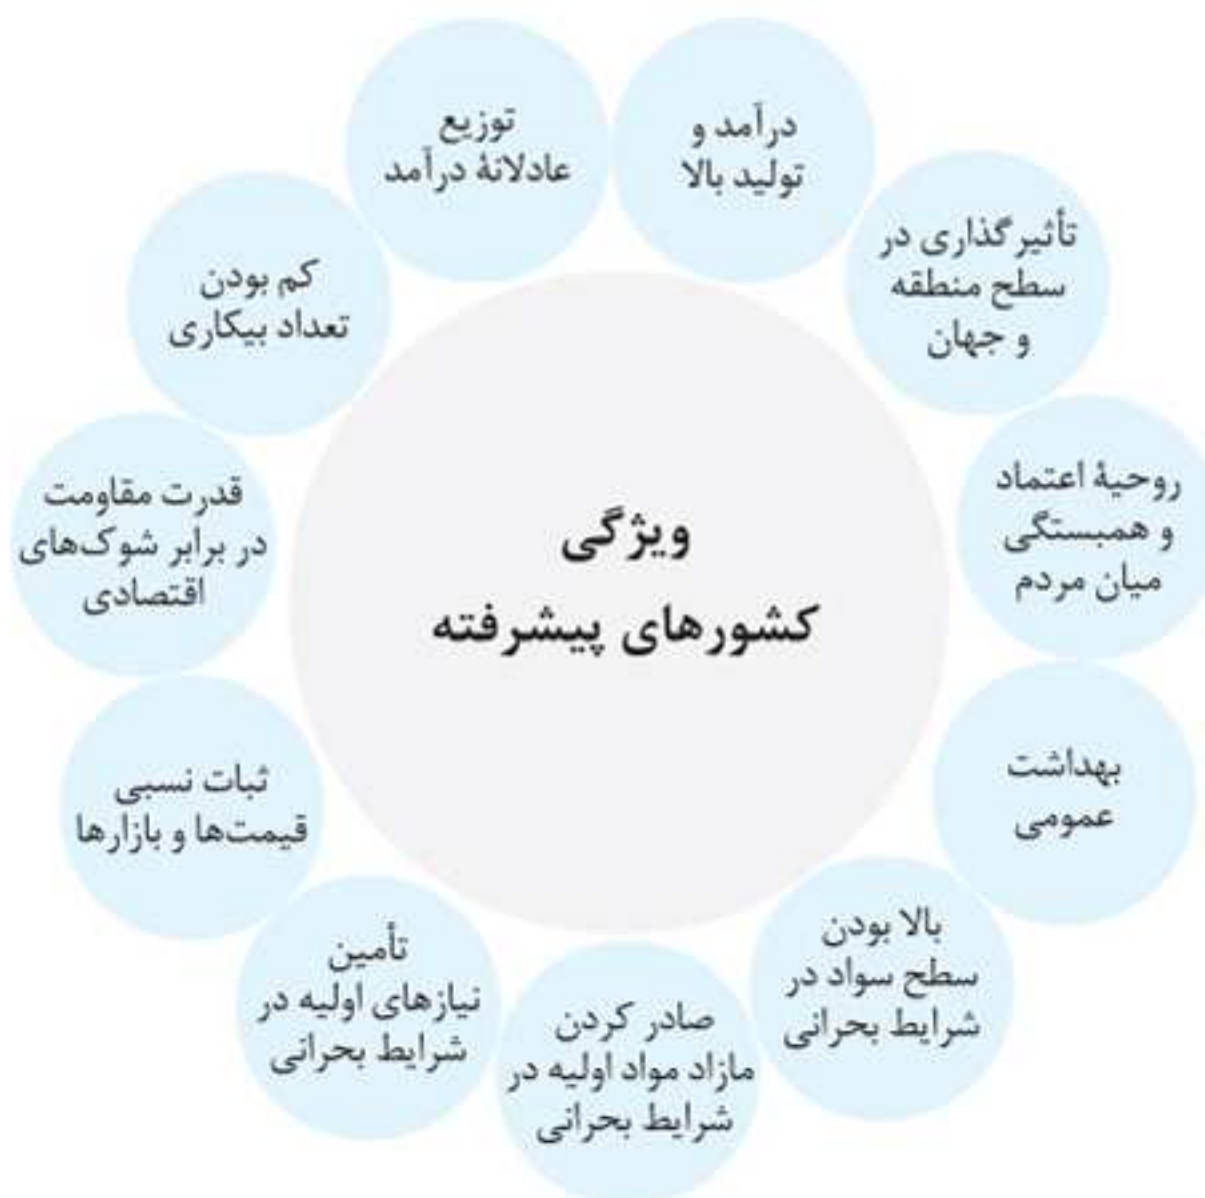 ویژگی
کشورهای پیشرفته
درآمد و
تولید بالا
تأثیرگذاری در
سطح منطقه
و جهان
روحیهٔ اعتماد
و همبستگی
میان مردم
بهداشت
عمومی
بالا بودن
سطح سواد در
شرایط بحرانی
صادر کردن
مازاد مواد اولیه در
شرایط بحرانی
تأمین
نیازهای اولیه در
شرایط بحرانی
ثبات نسبی
قیمت‌ها و بازارها
قدرت مقاومت
در برابر شوک‌های
اقتصادی
کم بودن
تعداد بیکاری
توزیع
عادلانهٔ درآمد